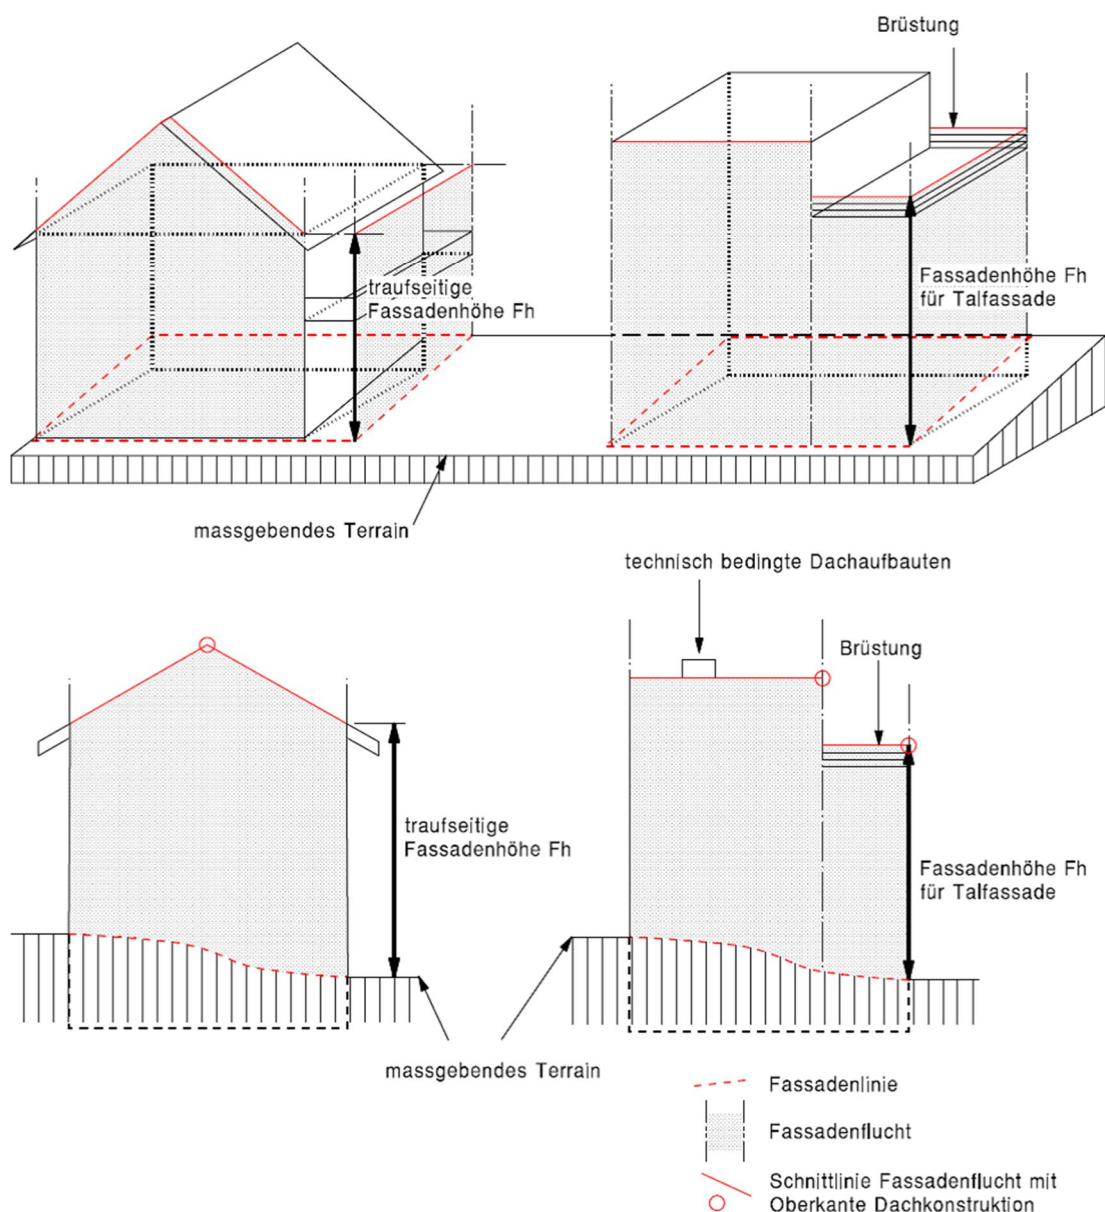 Brüstung
traufseitige
Fassadenhöhe Fh
Fassadenhöhe Fh
für Talfassade
massgebendes Terrain
technisch bedingte Dachaufbauten
Brüstung
traufseitige
Fassadenhöhe Fh
Fassadenhöhe Fh
für Talfassade
massgebendes Terrain
Fassadenlinie
Fassadenflucht
Schnittlinie Fassadenflucht mit
Oberkante Dachkonstruktion